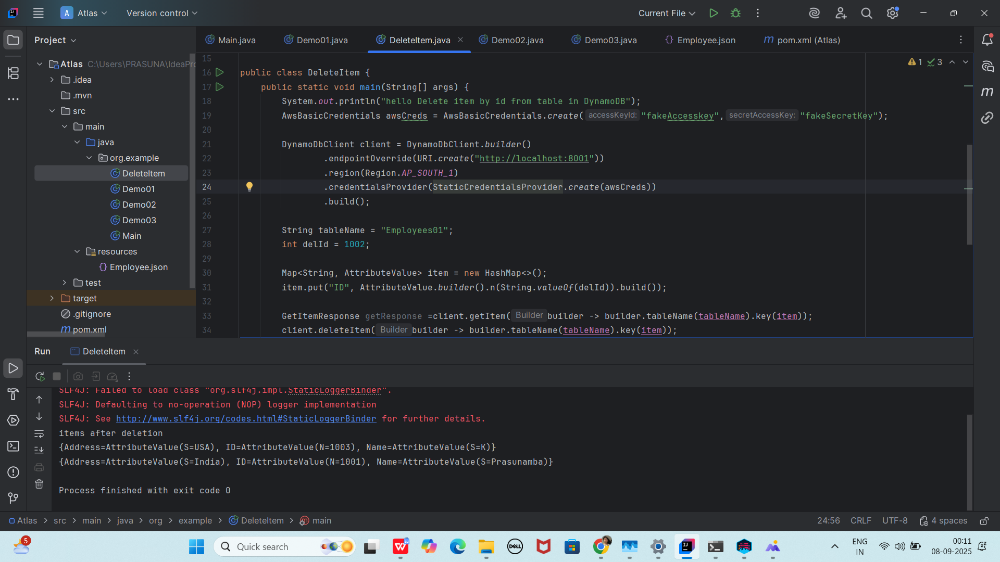 Atlas
Version control
Current File
Project
Main.java
Demo01.java
DeleteItem.java
Demo02.java
Demo03.java
Employee.json
pom.xml (Atlas)
Atlas C:\Users\PRASUNA\IdeaPr
.idea
.mvn
src
main
java
org.example
DeleteItem
Demo01
Demo02
Demo03
Main
resources
Employee.json
test
target
.gitignore
pom.xml
1 3
15
16 public class DeleteItem {
17 public static void main(String[] args) {
18 System.out.println("hello Delete item by id from table in DynamoDB");
19 AwsBasicCredentials awsCreds = AwsBasicCredentials.create( accessKeyId: "fakeAccesskey", secretAccessKey: "fakeSecretKey");
20
21 DynamoDbClient client = DynamoDbClient.builder()
22 .endpointOverride(URI.create("http://localhost:8001"))
23 .region(Region.AP_SOUTH_1)
24 .credentialsProvider(StaticCredentialsProvider.create(awsCreds))
25 .build();
26
27 String tableName = "Employees01";
28 int delId = 1002;
29
30 Map<String, AttributeValue> item = new HashMap<>();
31 item.put("ID", AttributeValue.builder().n(String.valueOf(delId)).build());
32
33 GetItemResponse getResponse =client.getItem( Builder builder -> builder.tableName(tableName).key(item));
34 client.deleteItem( Builder builder -> builder.tableName(tableName).key(item));
Run
DeleteItem
SLF4J: Failed to load class "org.slf4j.impl.StaticLoggerBinder".
SLF4J: Defaulting to no-operation (NOP) logger implementation
SLF4J: See http://www.slf4j.org/codes.html#StaticLoggerBinder for further details.
items after deletion
{Address=AttributeValue(S=USA), ID=AttributeValue(N=1003), Name=AttributeValue(S=K)}
{Address=AttributeValue(S=India), ID=AttributeValue(N=1001), Name=AttributeValue(S=Prasunamba)}
Process finished with exit code 0
Atlas > src > main > java > org > example > DeleteItem > main
24:56 CRLF UTF-8 4 spaces
5
Quick search
DELL
ENG
IN
00:11
08-09-2025